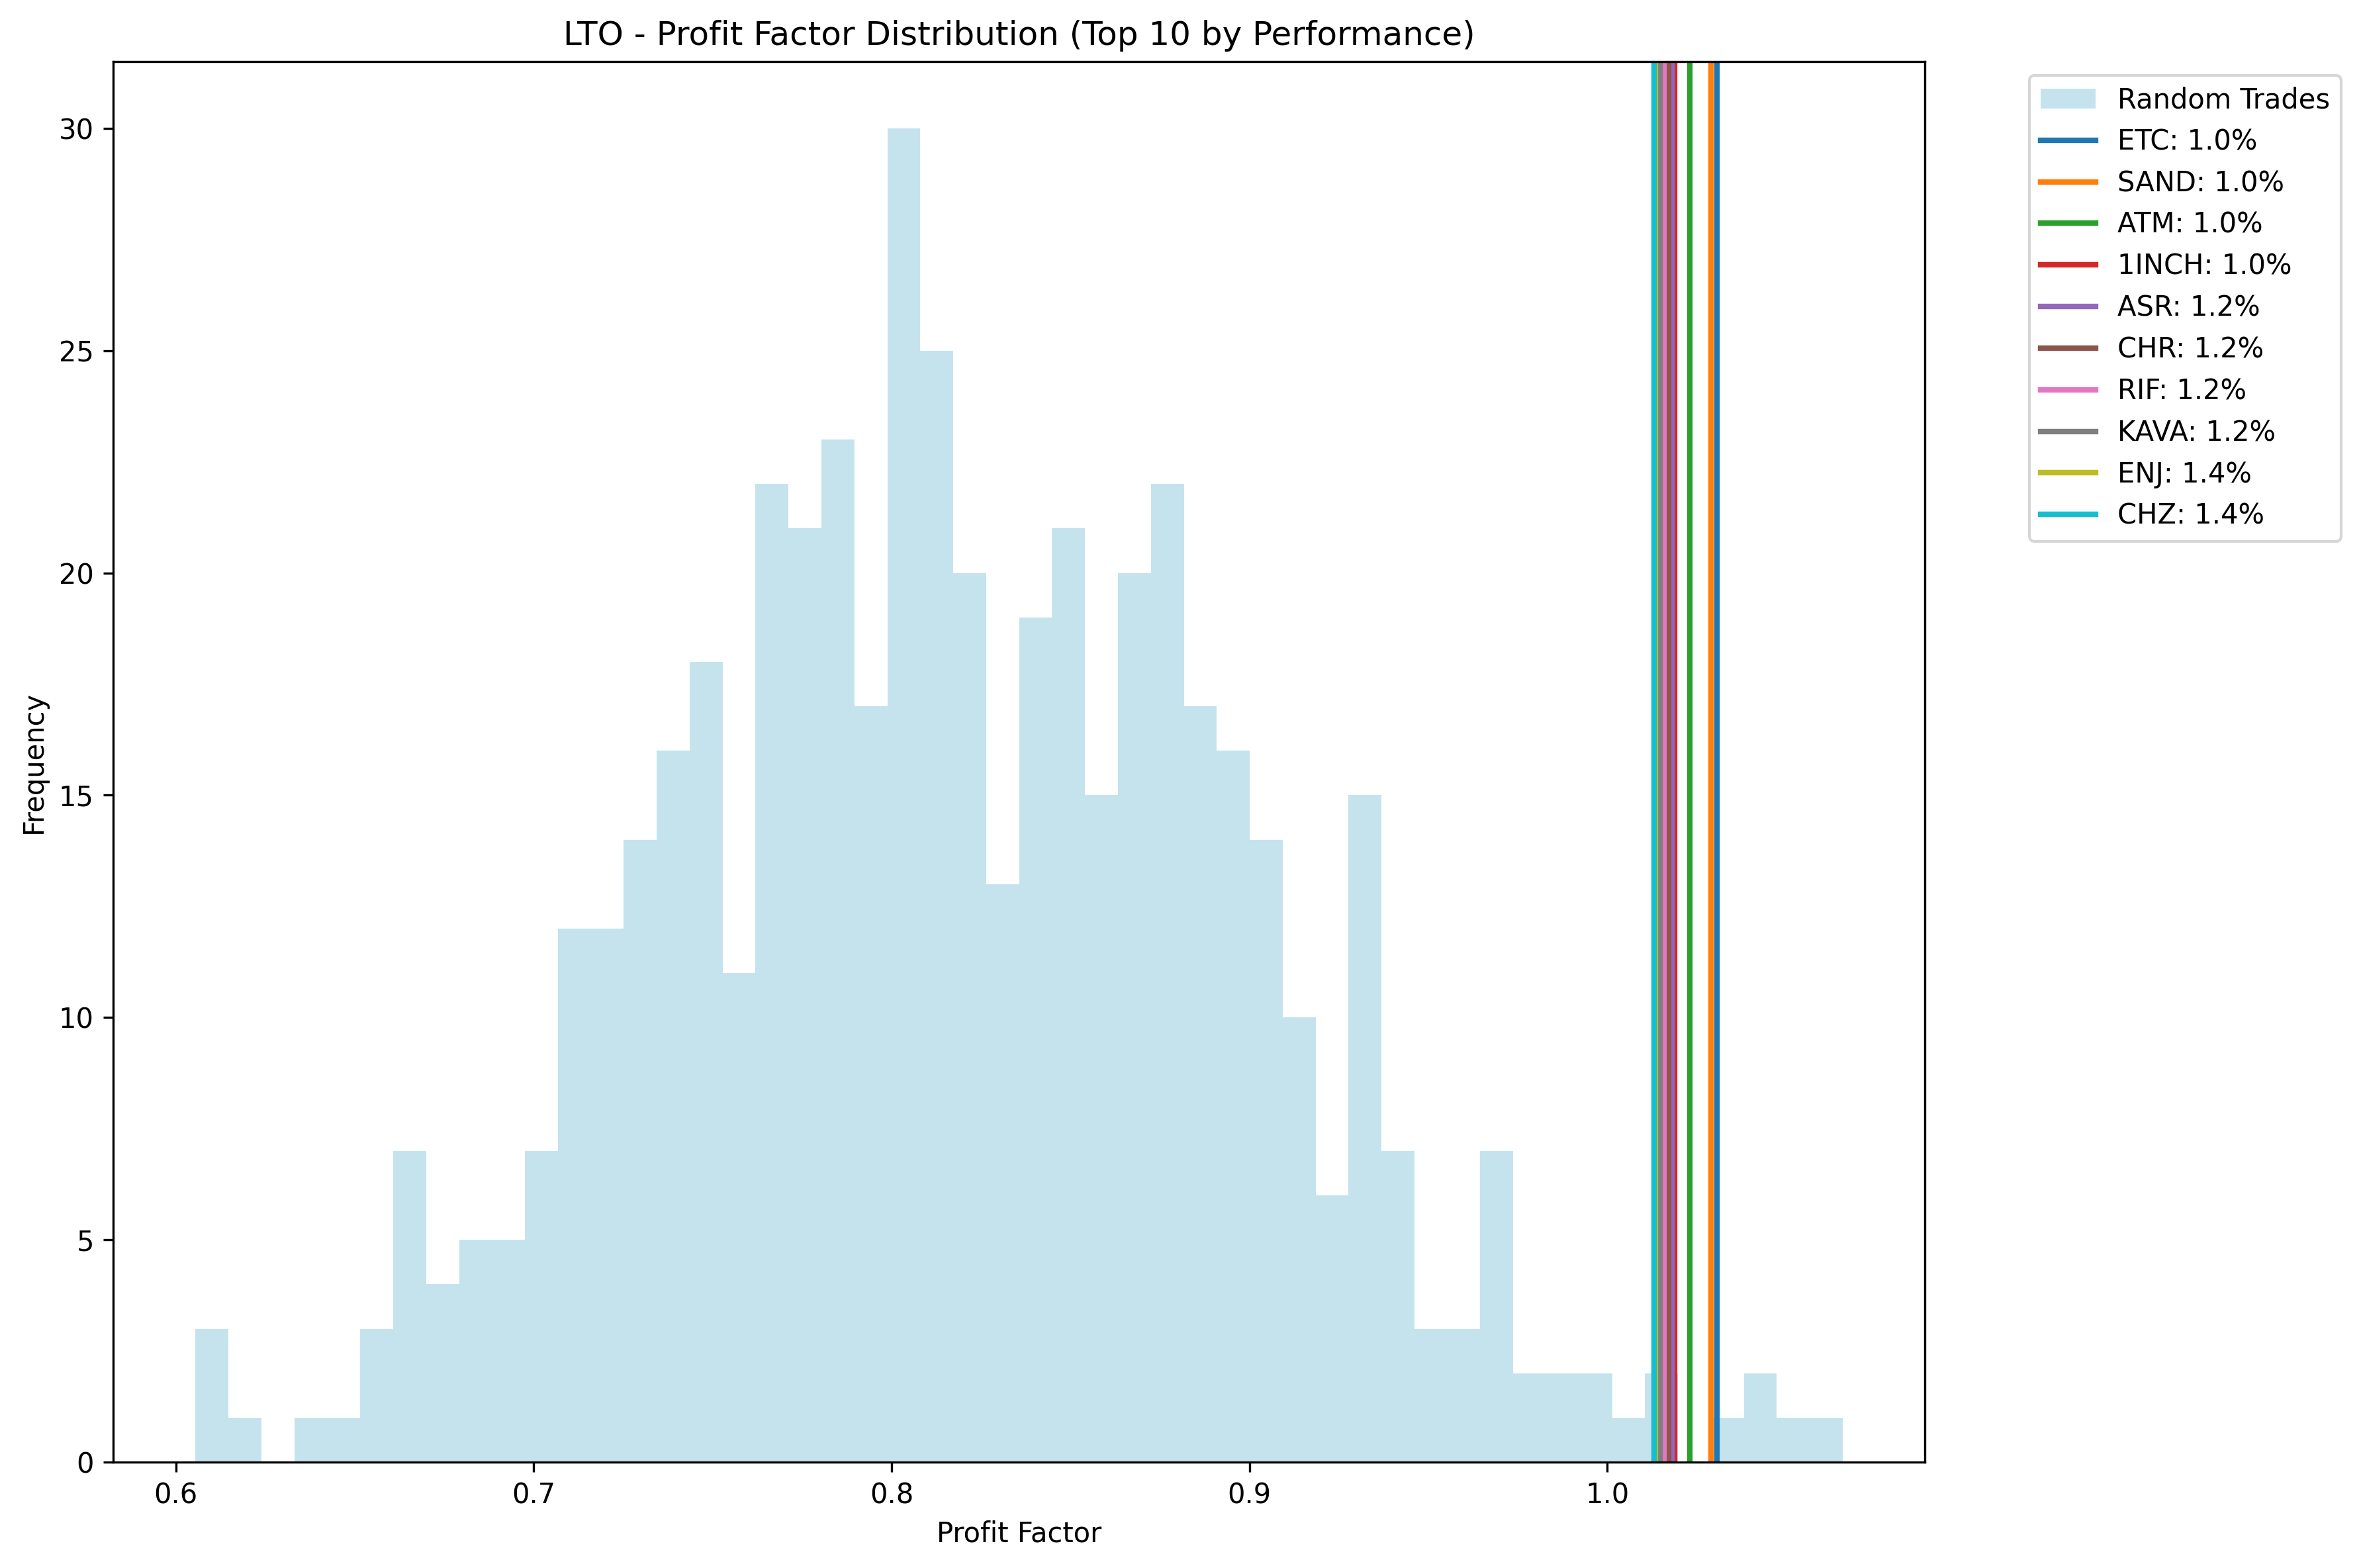 LTO - Profit Factor Distribution (Top 10 by Performance)
Frequency
30
25
20
15
10
5
0
0.6
0.7
0.8
0.9
1.0
Profit Factor
Random Trades
ETC: 1.0%
SAND: 1.0%
ATM: 1.0%
1INCH: 1.0%
ASR: 1.2%
CHR: 1.2%
RIF: 1.2%
KAVA: 1.2%
ENJ: 1.4%
CHZ: 1.4%